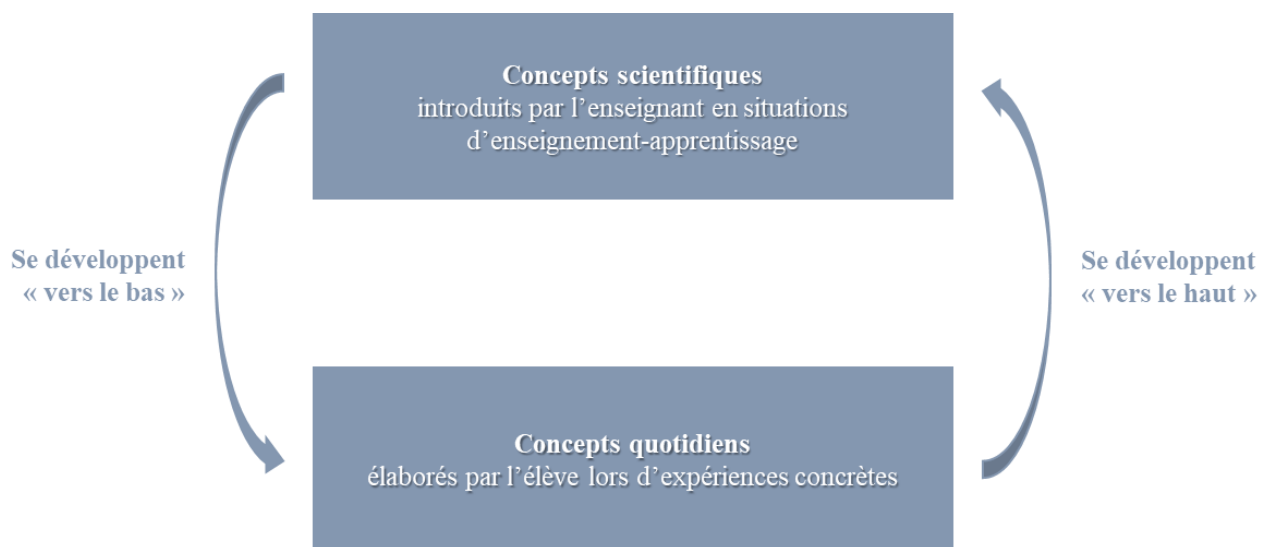 Concepts scientifiques
introduits par l’enseignant en situations
d’enseignement-apprentissage
Se développent
« vers le bas »
Se développent
« vers le haut »
Concepts quotidiens
élaborés par l’élève lors d’expériences concrètes